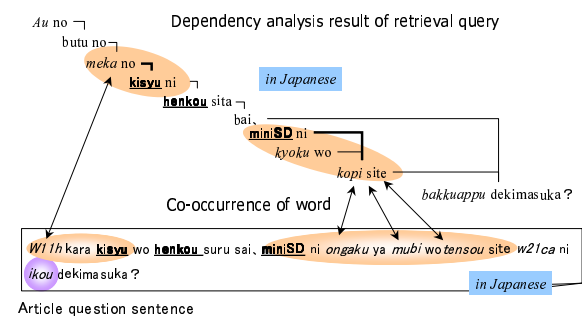 Dependency analysis result of retrieval query
Au no
butu no
meka no
kisyu ni
henkou sita
in Japanese
bai、
miniSD ni
kyoku wo
kopi site
bakkuappu dekimasuka？
Co-occurrence of word
W11h kara kisyu wo henkou suru sai、miniSD ni ongaku ya mubi wo tensou site w21ca ni
ikou dekimasuka？
in Japanese
Article question sentence